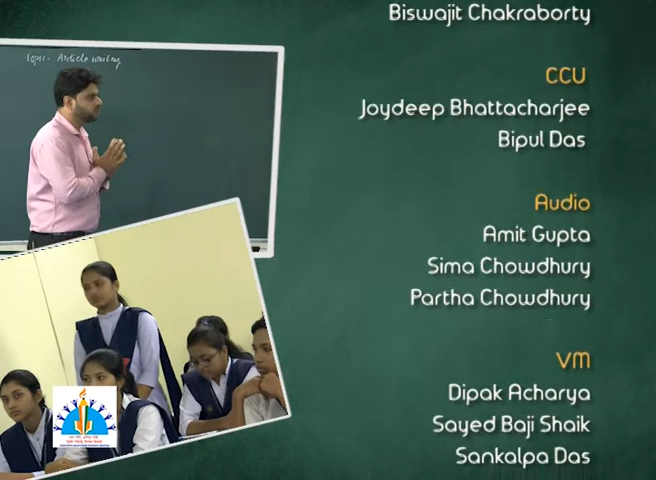 Topic- Article writing
Biswajit Chakraborty
CCU
Joydeep Bhattacharjee
Bipul Das
Audio
Amit Gupta
Sima Chowdhury
Partha Chowdhury
VM
Dipak Acharya
Sayed Baji Shaik
Sankalpa Das